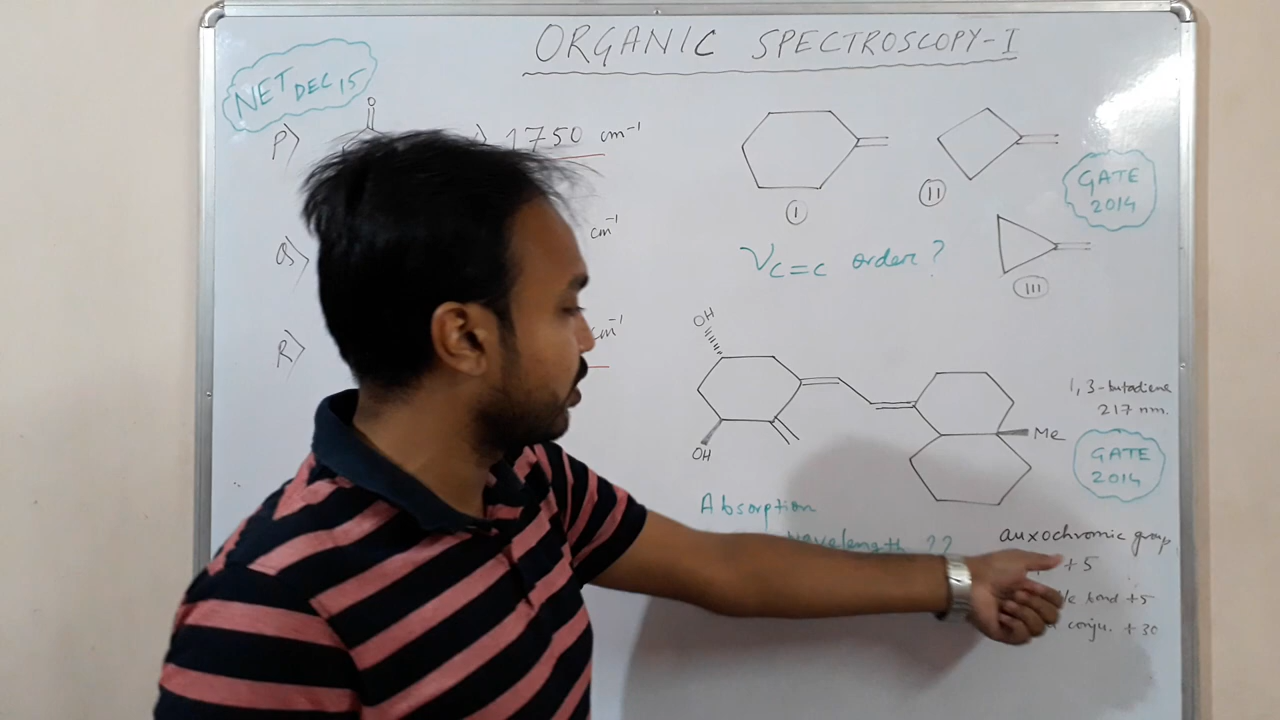 ORGANIC SPECTROSCOPY-I
NET DEC 15
P) O 1750 cm⁻¹
Q) cm⁻¹
R) cm⁻¹
I
II
III
GATE
2014
νC=C order?
OH
OH
Me
1,3-butadiene
217 nm.
GATE
2014
Absorption
wavelength ??
auxochromic group
+5
bond +5
conju. +30